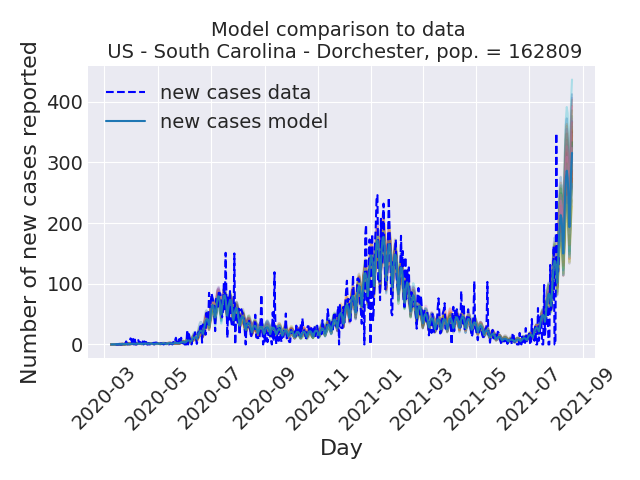 Model comparison to data
US - South Carolina - Dorchester, pop. = 162809
Number of new cases reported
400
300
200
100
0
new cases data
new cases model
2020-03
2020-05
2020-07
2020-09
2020-11
2021-01
2021-03
2021-05
2021-07
2021-09
Day